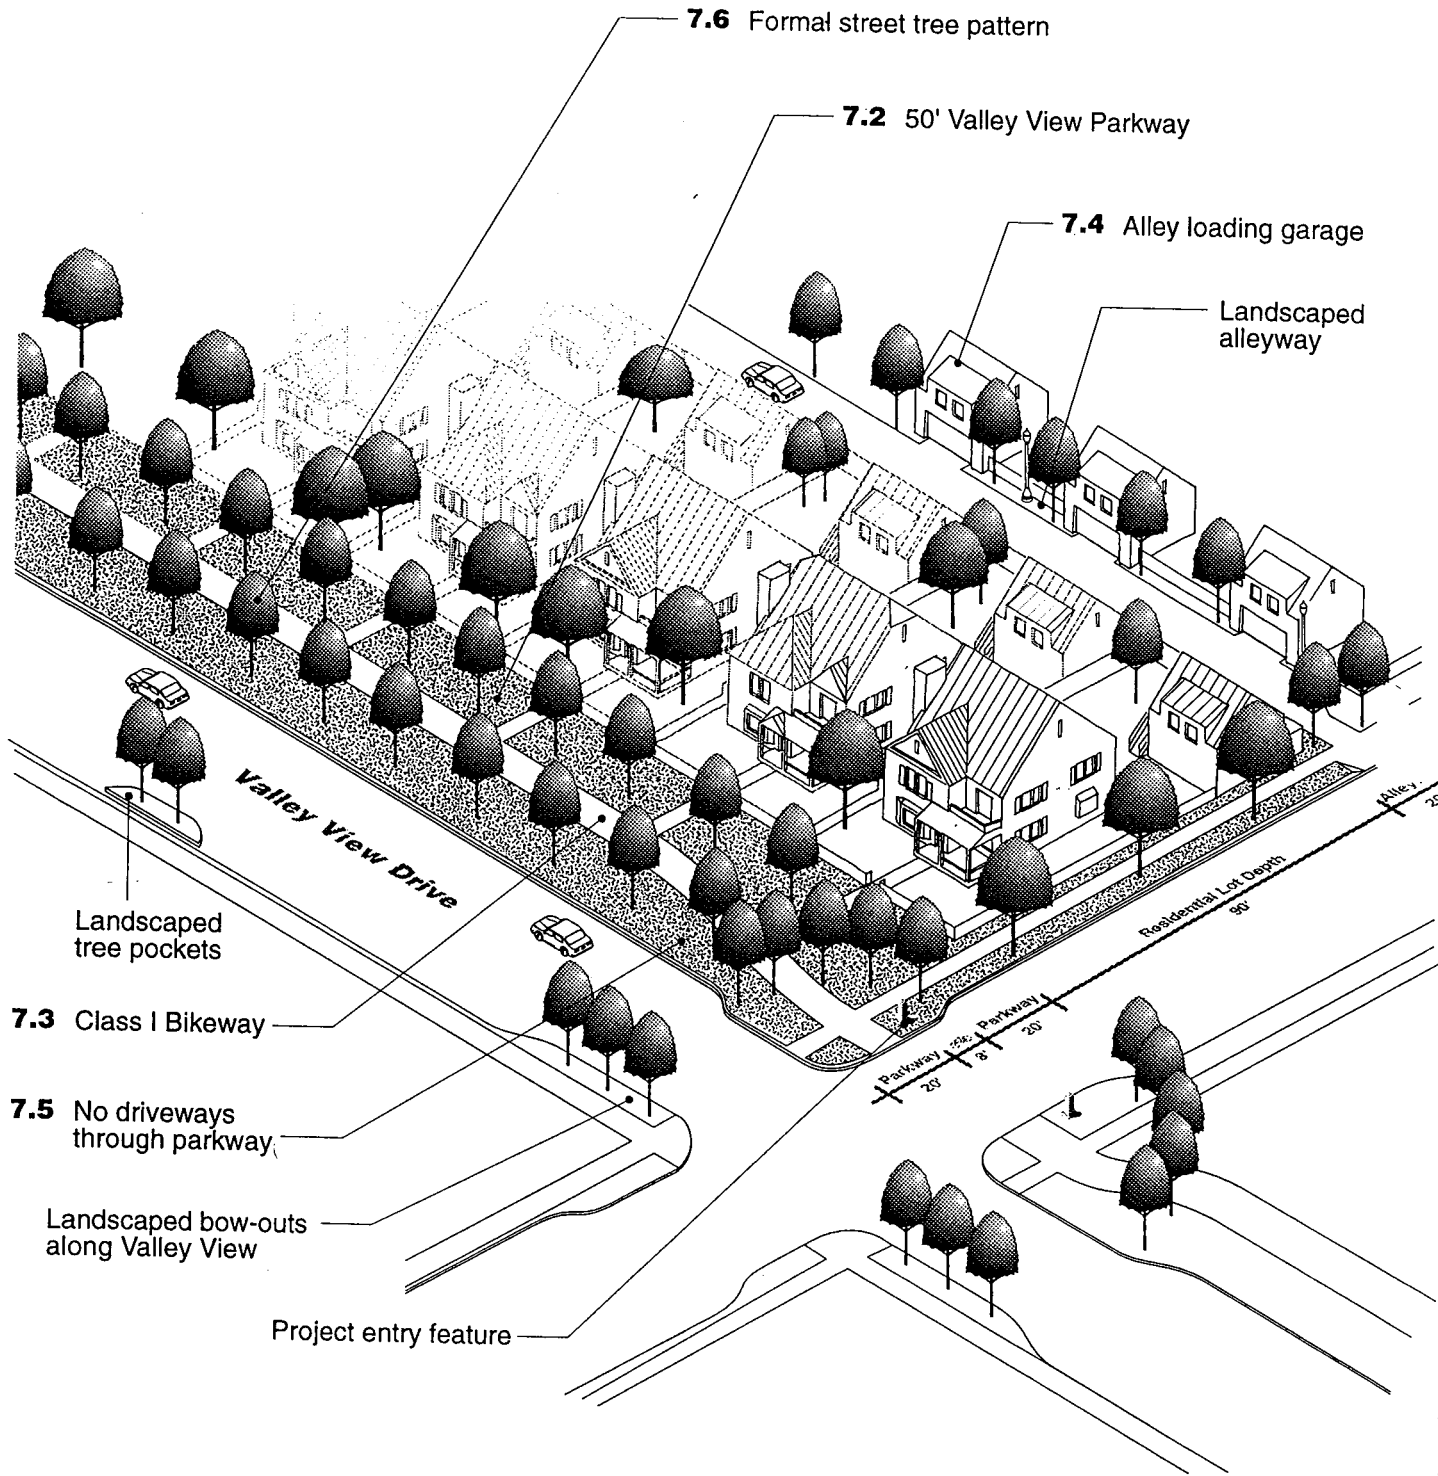 7.6 Formal street tree pattern
7.2 50' Valley View Parkway
7.4 Alley loading garage
Landscaped
alleyway
Valley View Drive
Landscaped
tree pockets
7.3 Class I Bikeway
7.5 No driveways
through parkway
Landscaped bow-outs
along Valley View
Project entry feature
Parkway
20'
8'
Parkway
20'
Residential Lot Depth
90'
Alley